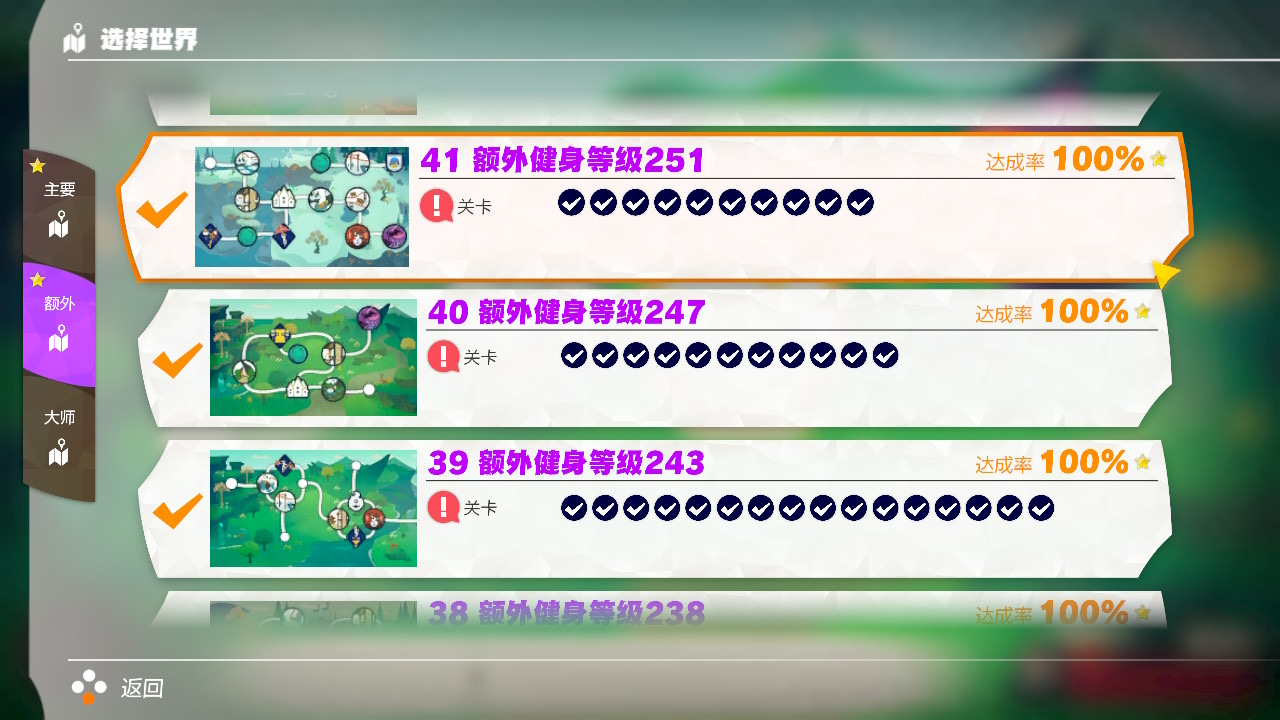 选择世界
主要
额外
大师
41 额外健身等级251
达成率 100%
关卡
40 额外健身等级247
达成率 100%
关卡
39 额外健身等级243
达成率 100%
关卡
38 额外健身等级238
达成率 100%
返回